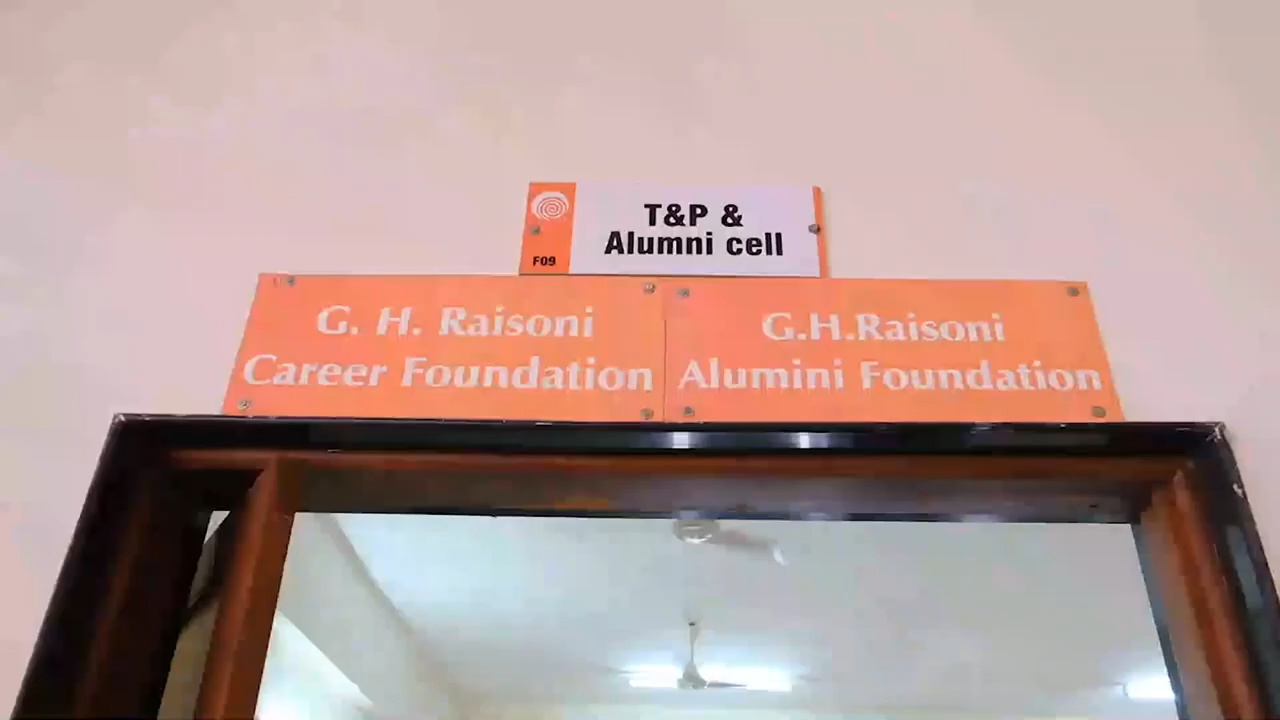 T&P &
Alumni cell
F09
G. H. Raisoni
Career Foundation
G.H.Raisoni
Alumini Foundation